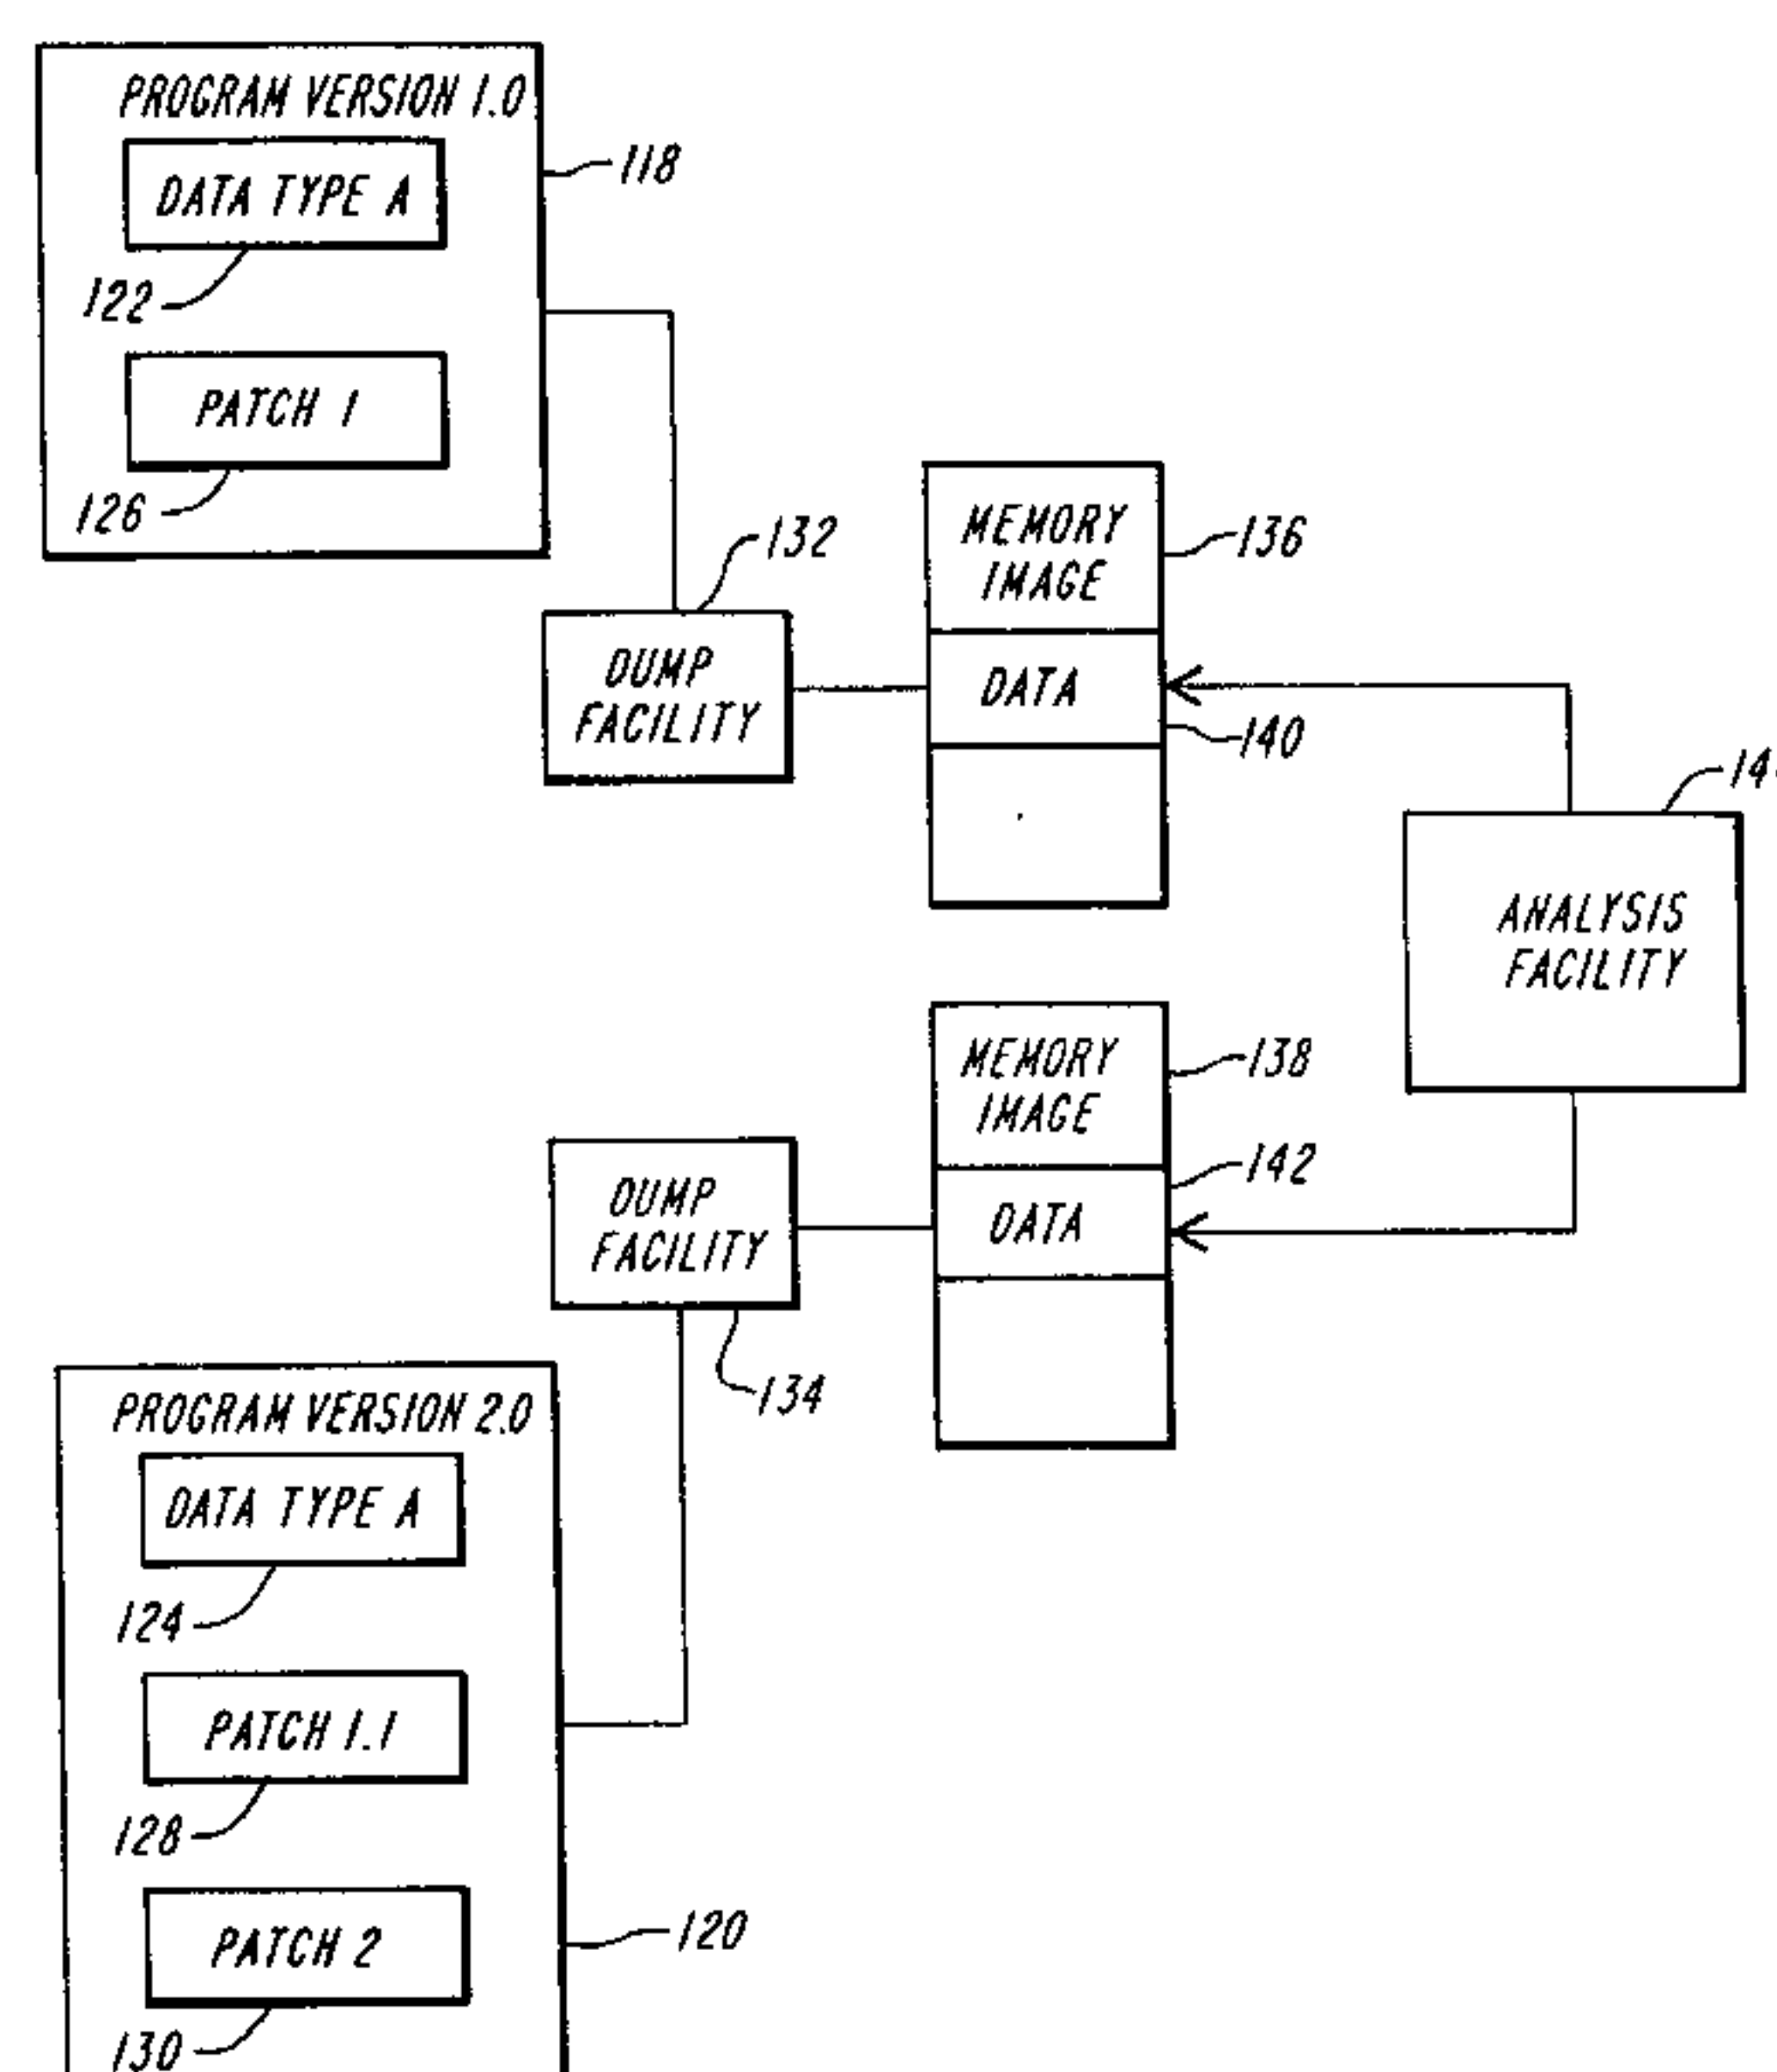 PROGRAM VERSION 1.0
DATA TYPE A
118
122
PATCH 1
126
132
DUMP
FACILITY
MEMORY
IMAGE
136
DATA
140
ANALYSIS
FACILITY
MEMORY
IMAGE
138
142
DATA
DUMP
FACILITY
134
PROGRAM VERSION 2.0
DATA TYPE A
124
PATCH 1.1
128
PATCH 2
120
130